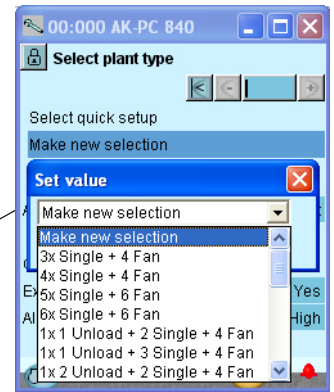 00:000 AK-PC 840
Select plant type
Select quick setup
Make new selection
Set value
Make new selection
Make new selection
3x Single + 4 Fan
4x Single + 4 Fan
5x Single + 6 Fan
6x Single + 6 Fan
Yes
1x 1 Unload + 2 Single + 4 Fan
High
1x 1 Unload + 3 Single + 4 Fan
1x 2 Unload + 2 Single + 4 Fan